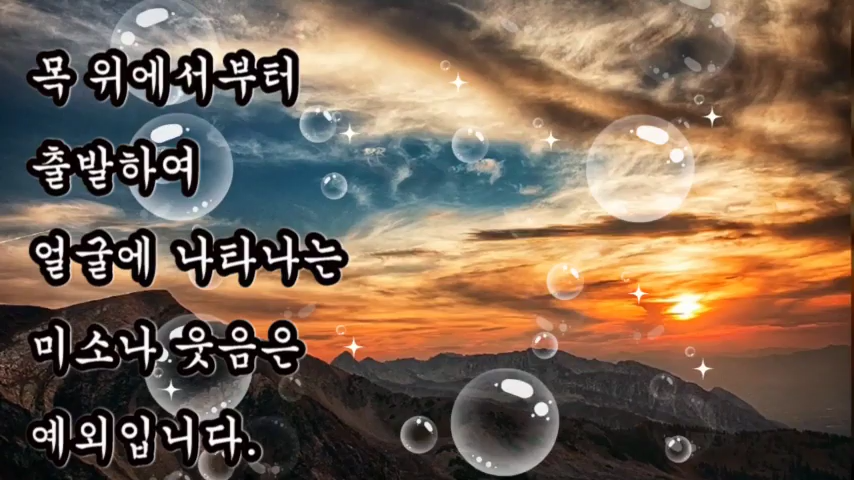 목 위에서부터
출발하여
얼굴에 나타나는
미소나 웃음은
예외입니다.